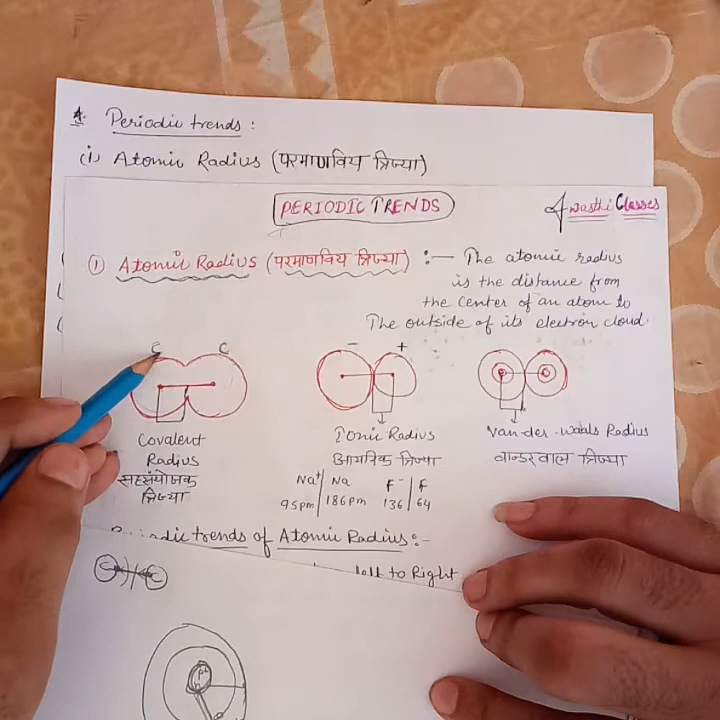 * Periodic trends:
(i) Atomic Radius (परमाणविय त्रिज्या)
PERIODIC TRENDS
Awasthi Classes
① Atomic Radius (परमाणविय त्रिज्या) :— The atomic radius
is the distance from
the center of an atom to
The outside of its electron cloud.
C C
- +
Covalent
Radius
सहसंयोजक
त्रिज्या
Ionic Radius
आयनिक त्रिज्या
Na⁺ Na F⁻ F
95pm 186pm 136 64
Van der-waals Radius
वान्डरवाल त्रिज्या
trends of Atomic Radius:-
left to Right
C C